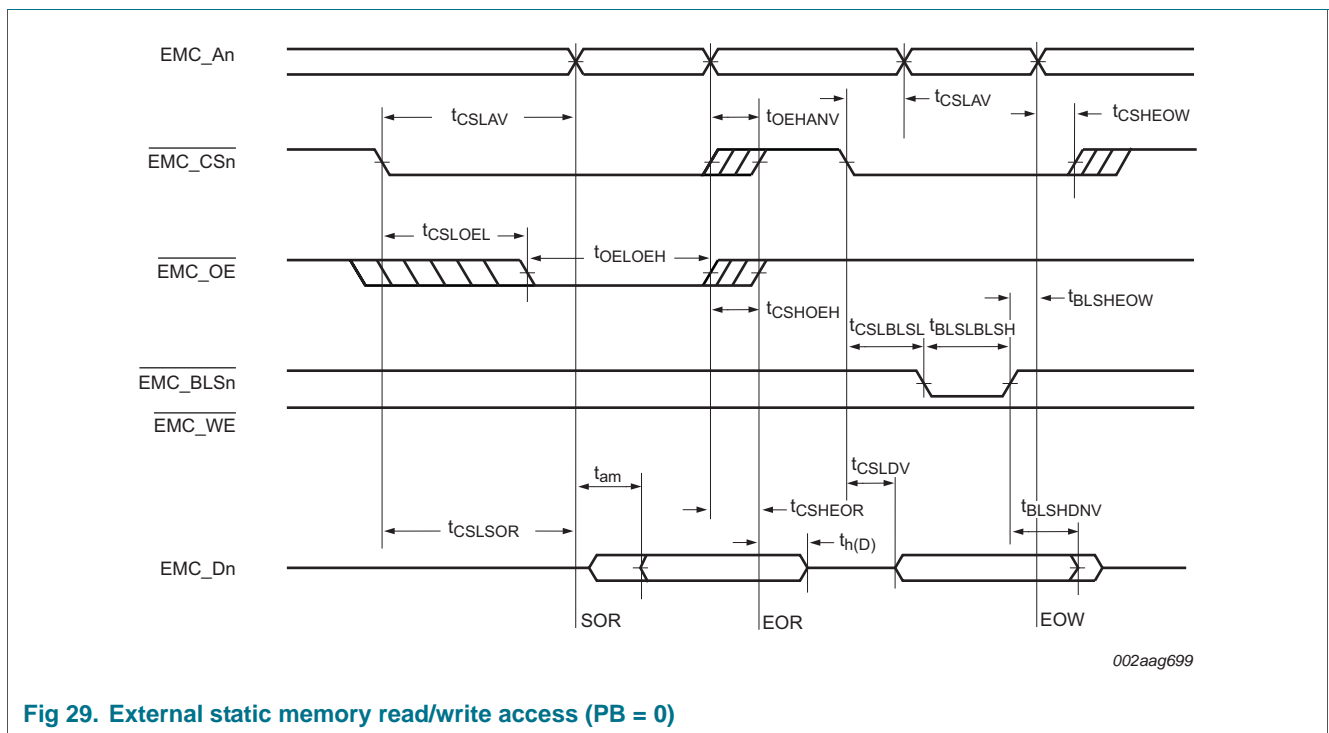 EMC_An
tCSLAV
tOEHANV
tCSLAV
tCSHEOW
EMC_CSn
tCSLOEL
tOELOEH
EMC_OE
tCSHOEH
tBLSHEOW
tCSLBLSL
tBLSLBLSH
EMC_BLSn
EMC_WE
tam
tCSLDV
tCSLSOR
tCSHEOR
tBLSHDNV
th(D)
EMC_Dn
SOR
EOR
EOW
002aag699
Fig 29. External static memory read/write access (PB = 0)